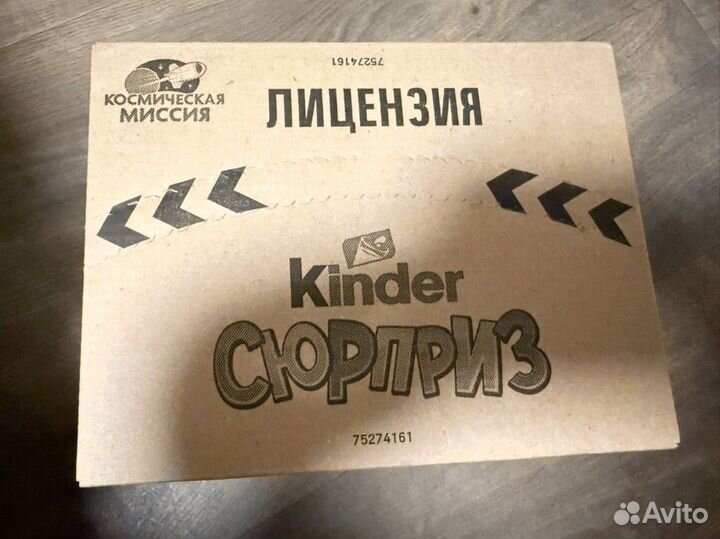 75274161
КОСМИЧЕСКАЯ
МИССИЯ
ЛИЦЕНЗИЯ
Kinder
СЮРПРИЗ
75274161
Avito